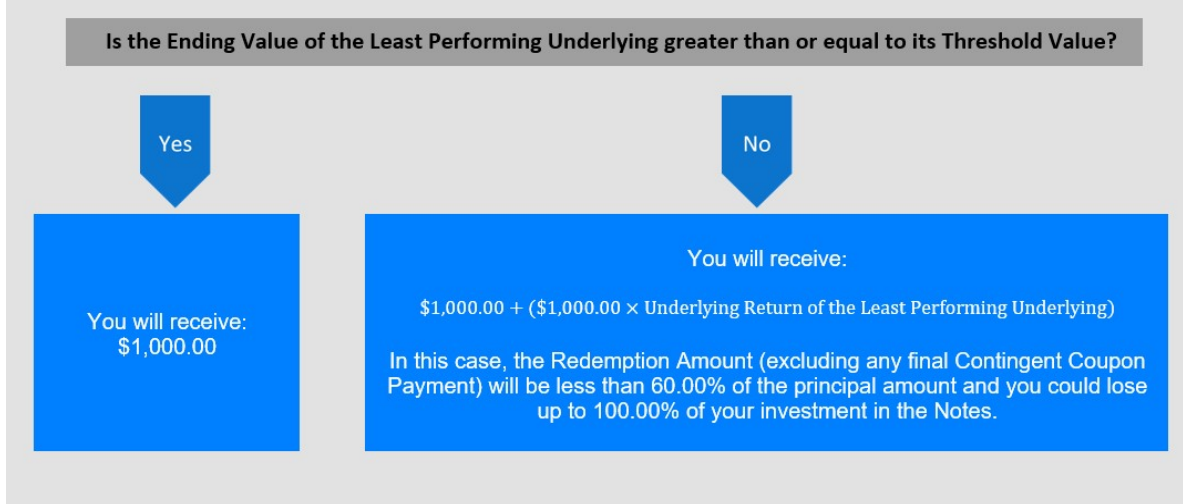 Is the Ending Value of the Least Performing Underlying greater than or equal to its Threshold Value?
Yes
No
You will receive:
$1,000.00
You will receive:
$1,000.00 + ($1,000.00 × Underlying Return of the Least Performing Underlying)
In this case, the Redemption Amount (excluding any final Contingent Coupon
Payment) will be less than 60.00% of the principal amount and you could lose
up to 100.00% of your investment in the Notes.